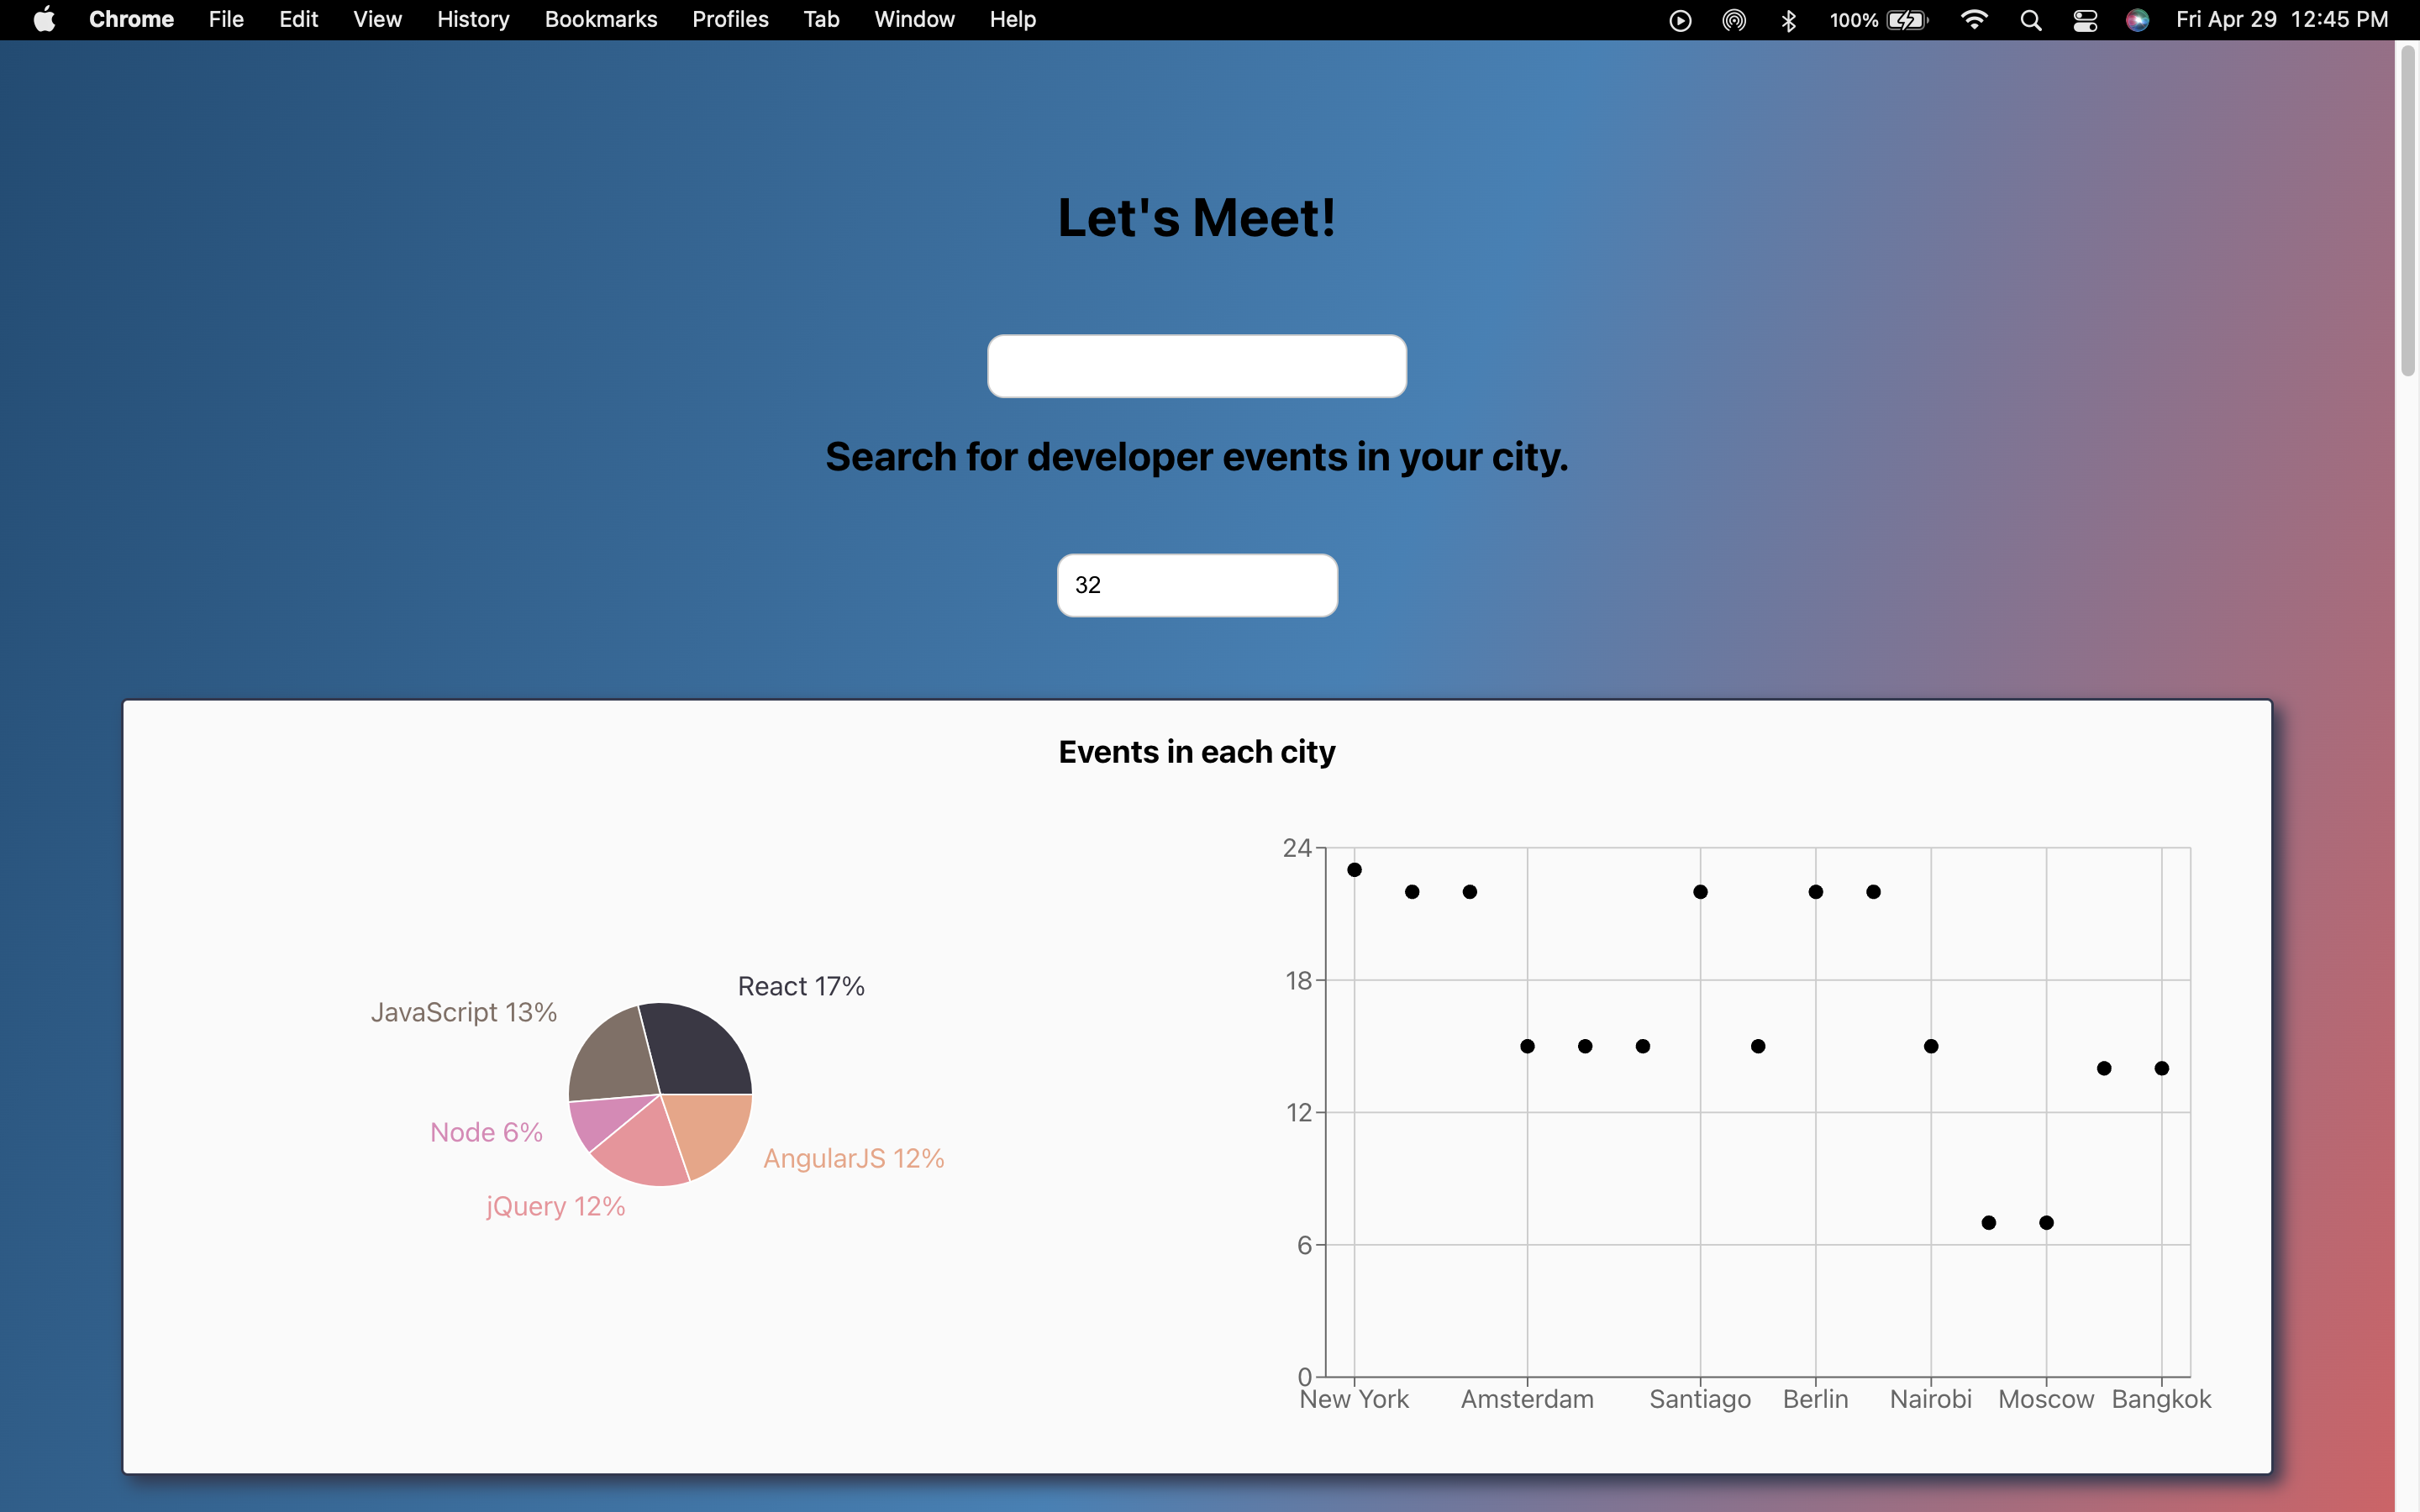 Chrome File Edit View History Bookmarks Profiles Tab Window Help 100% Fri Apr 29 12:45 PM
Let's Meet!
Search for developer events in your city.
32
Events in each city
React 17%
JavaScript 13%
Node 6%
AngularJS 12%
jQuery 12%
24
18
12
6
0
New York Amsterdam Santiago Berlin Nairobi Moscow Bangkok